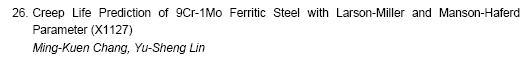 26. Creep Life Prediction of 9Cr-1Mo Ferritic Steel with Larson-Miller and Manson-Haferd
Parameter (X1127)
Ming-Kuen Chang, Yu-Sheng Lin